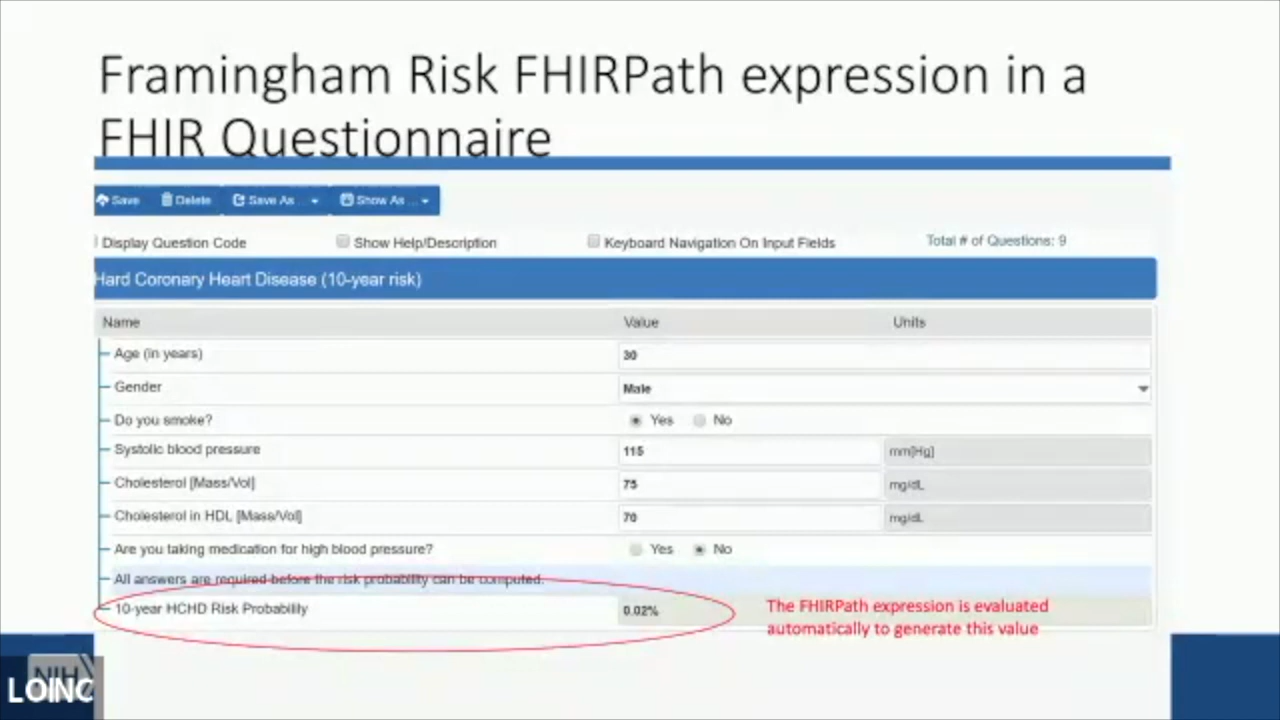 Framingham Risk FHIRPath expression in a
FHIR Questionnaire
Save Delete Save As ... Show As ...
Display Question Code Show Help/Description Keyboard Navigation On Input Fields Total # of Questions: 9
Hard Coronary Heart Disease (10-year risk)
Name Value Units
Age (in years) 30
Gender Male
Do you smoke? Yes No
Systolic blood pressure 115 mm[Hg]
Cholesterol [Mass/Vol] 75 mg/dL
Cholesterol in HDL [Mass/Vol] 70 mg/dL
Are you taking medication for high blood pressure? Yes No
All answers are required before the risk probability can be computed.
10-year HCHD Risk Probability 0.02%
The FHIRPath expression is evaluated
automatically to generate this value
NIH
LOINC